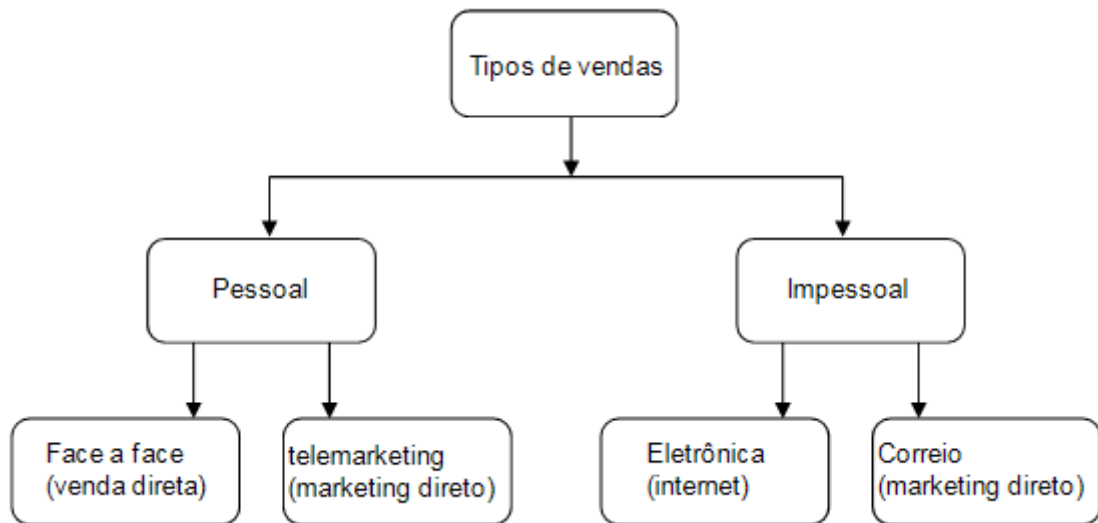 Tipos de vendas
Pessoal
Impessoal
Face a face
(venda direta)
telemarketing
(marketing direto)
Eletrônica
(internet)
Correio
(marketing direto)